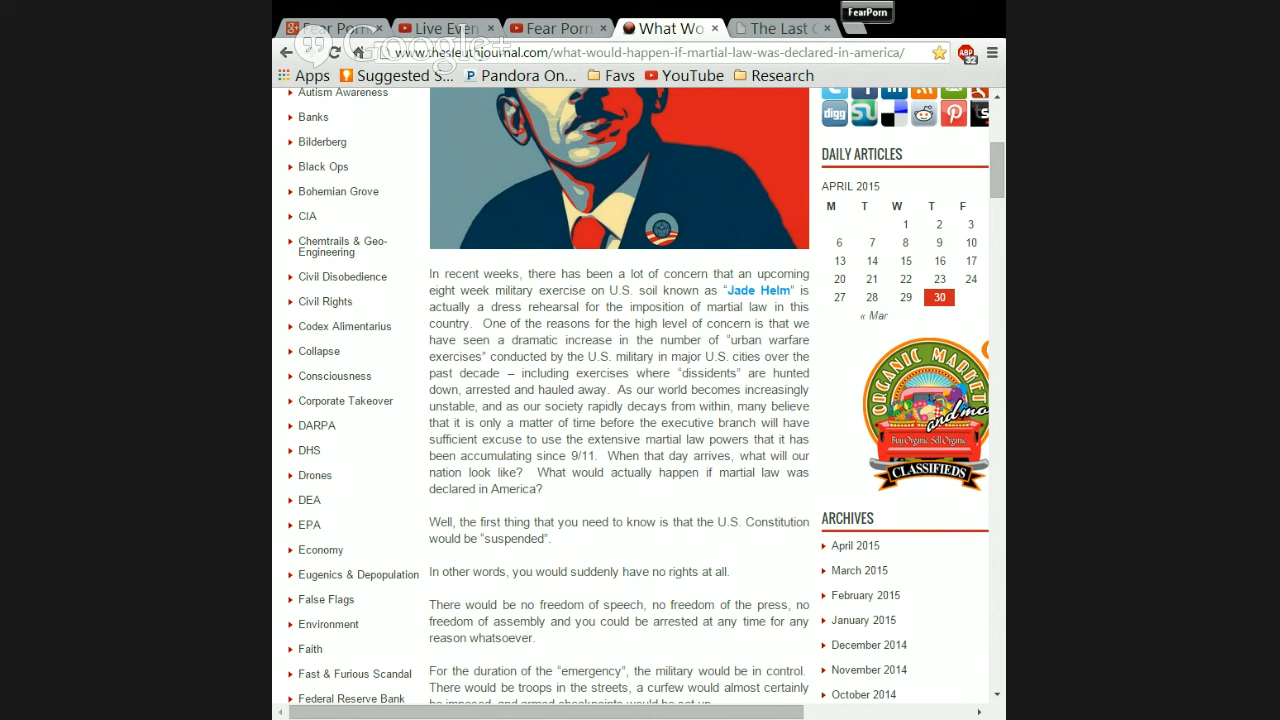 FearPorn
Fear Porn
Live Even
Fear Porn
What Wo
The Last C
Google+
www.thesleuthjournal.com/what-would-happen-if-martial-law-was-declared-in-america/
ABP
32
Apps
Suggested S...
Pandora On...
Favs
YouTube
Research
Autism Awareness
Banks
Bilderberg
Black Ops
Bohemian Grove
CIA
Chemtrails & Geo-
Engineering
Civil Disobedience
Civil Rights
Codex Alimentarius
Collapse
Consciousness
Corporate Takeover
DARPA
DHS
Drones
DEA
EPA
Economy
Eugenics & Depopulation
False Flags
Environment
Faith
Fast & Furious Scandal
Federal Reserve Bank
In recent weeks, there has been a lot of concern that an upcoming
eight week military exercise on U.S. soil known as “Jade Helm” is
actually a dress rehearsal for the imposition of martial law in this
country. One of the reasons for the high level of concern is that we
have seen a dramatic increase in the number of “urban warfare
exercises” conducted by the U.S. military in major U.S. cities over the
past decade – including exercises where “dissidents” are hunted
down, arrested and hauled away. As our world becomes increasingly
unstable, and as our society rapidly decays from within, many believe
that it is only a matter of time before the executive branch will have
sufficient excuse to use the extensive martial law powers that it has
been accumulating since 9/11. When that day arrives, what will our
nation look like? What would actually happen if martial law was
declared in America?
Well, the first thing that you need to know is that the U.S. Constitution
would be “suspended”.
In other words, you would suddenly have no rights at all.
There would be no freedom of speech, no freedom of the press, no
freedom of assembly and you could be arrested at any time for any
reason whatsoever.
For the duration of the “emergency”, the military would be in control.
There would be troops in the streets, a curfew would almost certainly
be imposed, and armed checkpoints would be set up.
digg
DAILY ARTICLES
APRIL 2015
M T W T F
1 2 3
6 7 8 9 10
13 14 15 16 17
20 21 22 23 24
27 28 29 30
« Mar
ORGANIC MARKET
and mo
Buy Organic Sell Organic
CLASSIFIEDS
ARCHIVES
April 2015
March 2015
February 2015
January 2015
December 2014
November 2014
October 2014